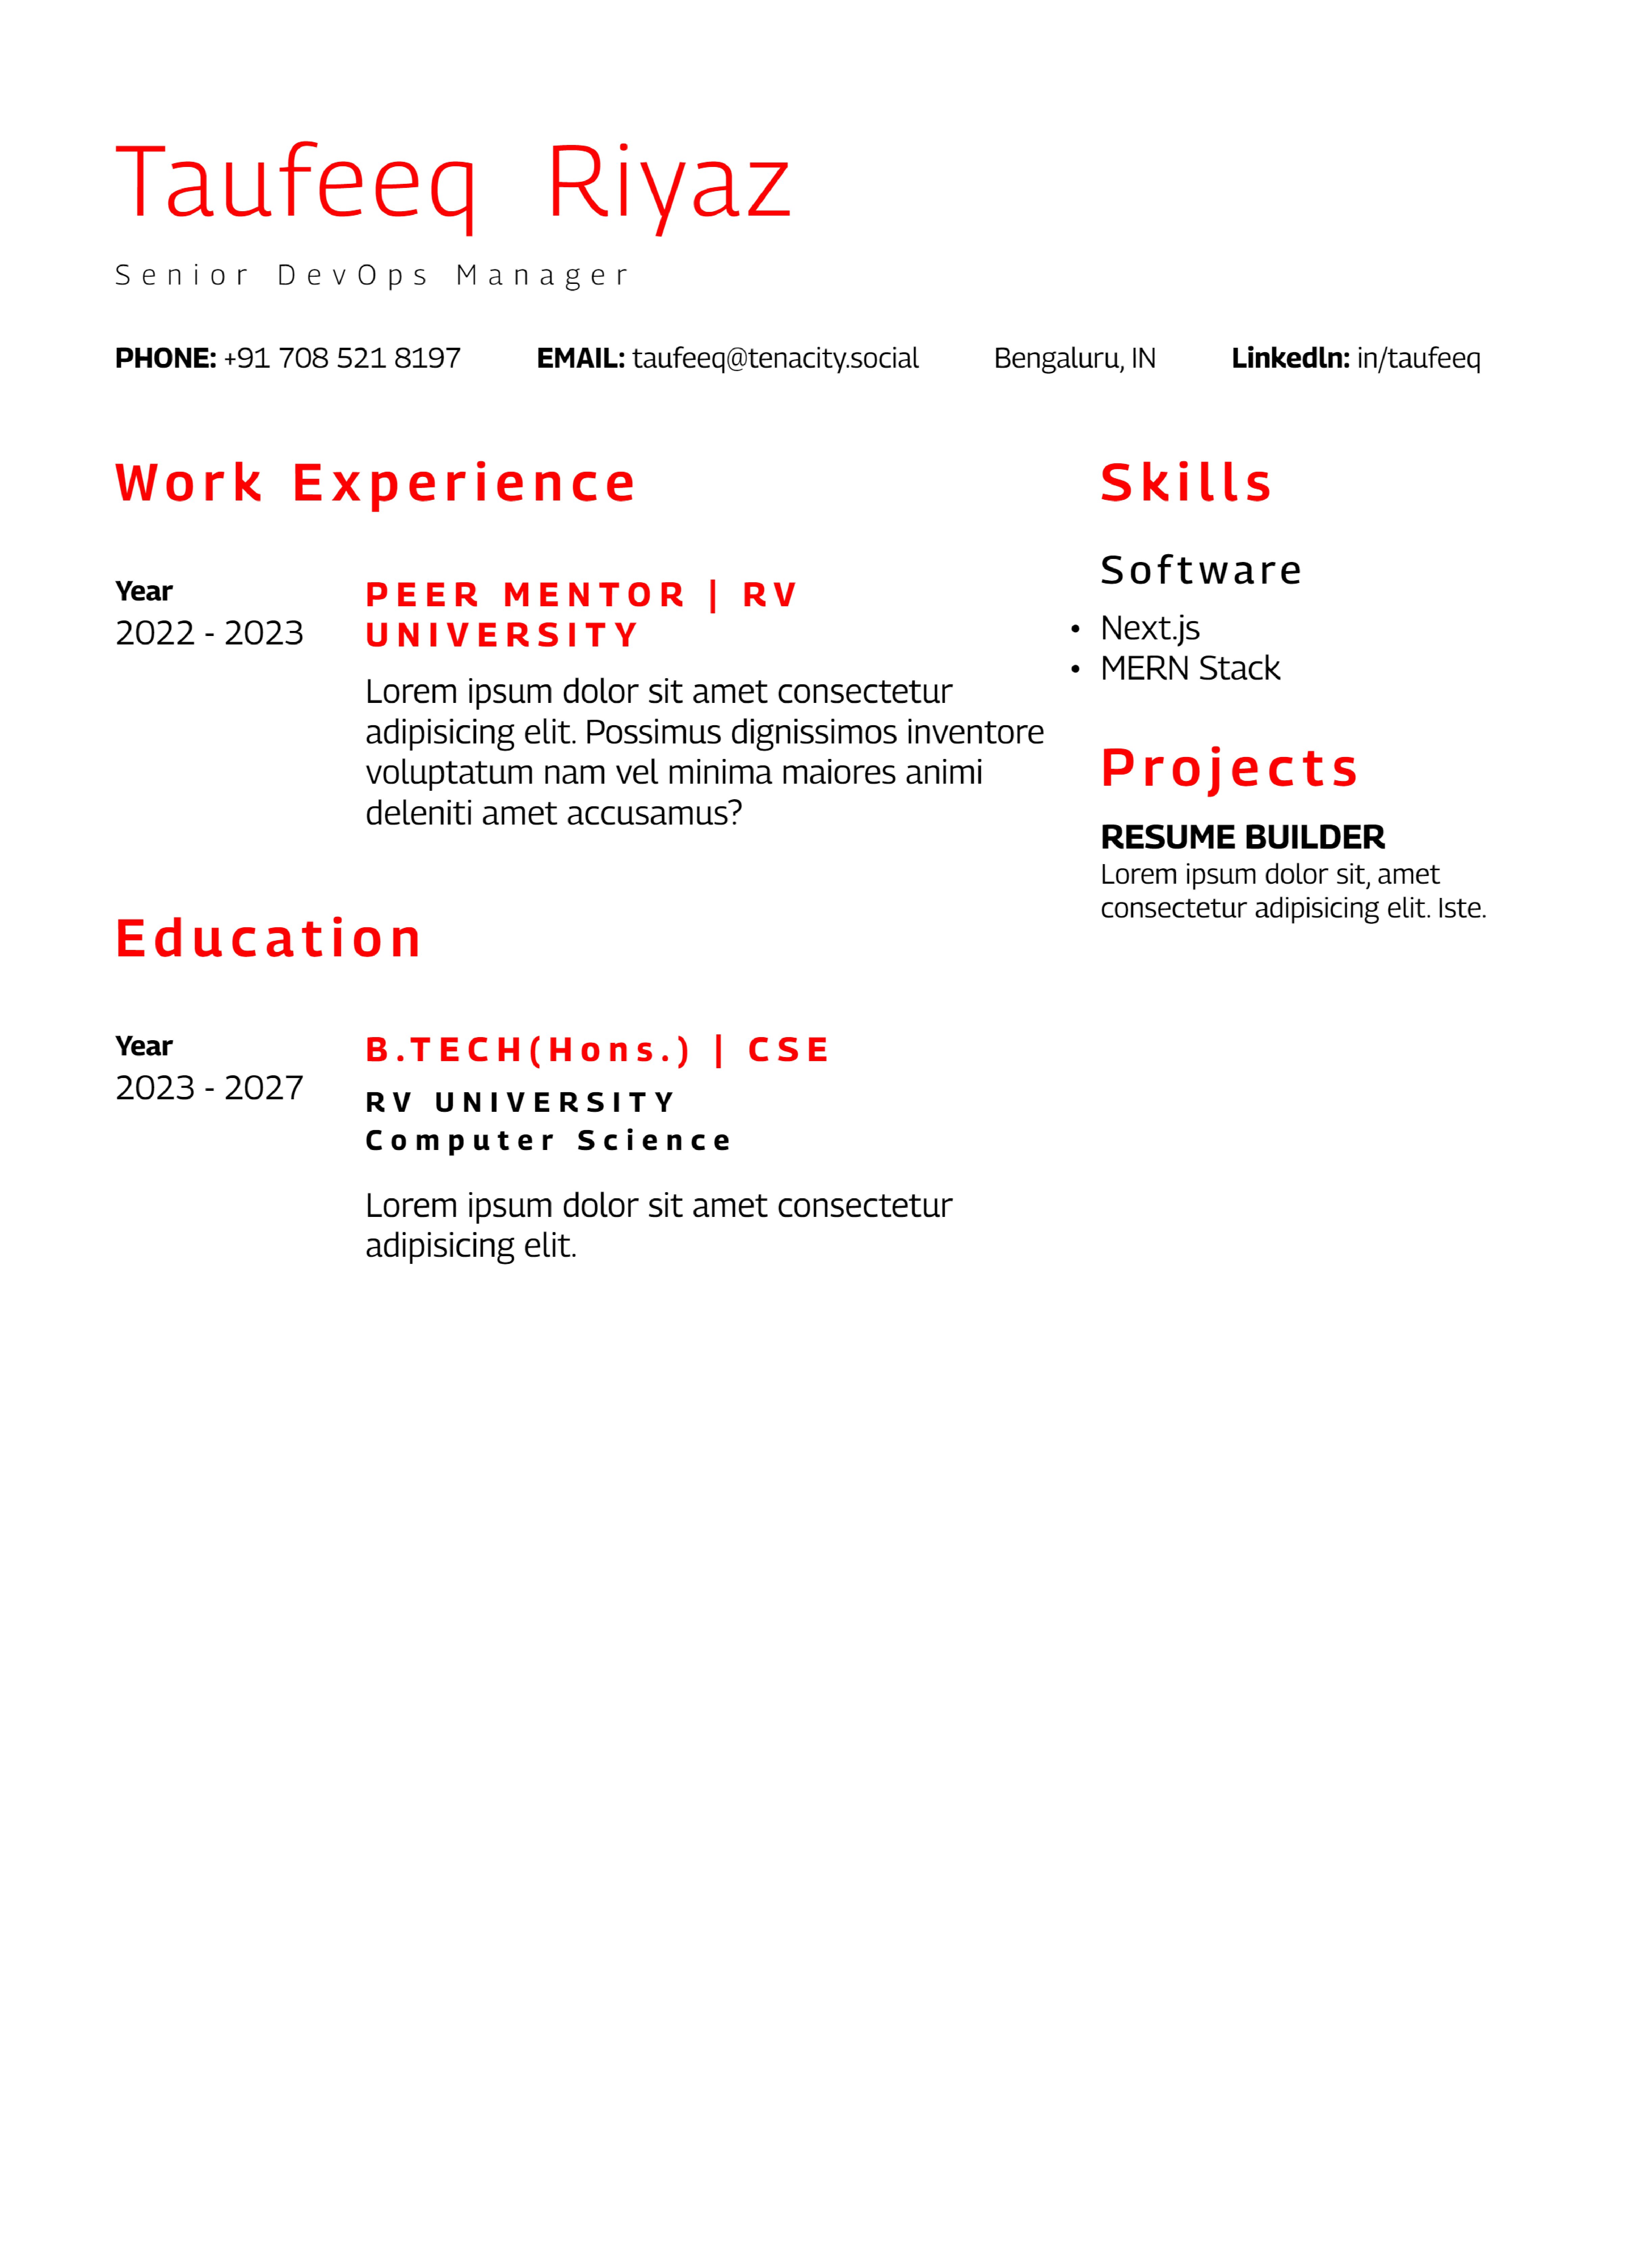 Taufeeq Riyaz
Senior DevOps Manager
PHONE: +91 708 521 8197 EMAIL: taufeeq@tenacity.social Bengaluru, IN Linkedln: in/taufeeq
Work Experience
Year
2022 - 2023
PEER MENTOR | RV
UNIVERSITY
Lorem ipsum dolor sit amet consectetur
adipisicing elit. Possimus dignissimos inventore
voluptatum nam vel minima maiores animi
deleniti amet accusamus?
Education
Year
2023 - 2027
B.TECH(Hons.) | CSE
RV UNIVERSITY
Computer Science
Lorem ipsum dolor sit amet consectetur
adipisicing elit.
Skills
Software
• Next.js
• MERN Stack
Projects
RESUME BUILDER
Lorem ipsum dolor sit, amet
consectetur adipisicing elit. Iste.